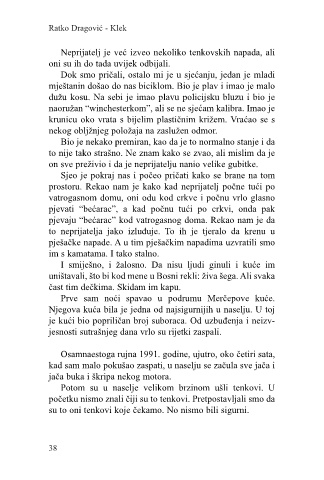 Ratko Dragović - Klek
Neprijatelj je već izveo nekoliko tenkovskih napada, ali
oni su ih do tada uvijek odbijali.
Dok smo pričali, ostalo mi je u sjećanju, jedan je mladi
mještanin došao do nas biciklom. Bio je plav i imao je malo
dužu kosu. Na sebi je imao plavu policijsku bluzu i bio je
naoružan “winchesterkom”, ali se ne sjećam kalibra. Imao je
krunicu oko vrata s bijelim plastičnim križem. Vraćao se s
nekog obljžnjeg položaja na zaslužen odmor.
Bio je nekako premiran, kao da je to normalno stanje i da
to nije tako strašno. Ne znam kako se zvao, ali mislim da je
on sve preživio i da je neprijatelju nanio velike gubitke.
Sjeo je pokraj nas i počeo pričati kako se brane na tom
prostoru. Rekao nam je kako kad neprijatelj počne tući po
vatrogasnom domu, oni odu kod crkve i počnu vrlo glasno
pjevati “bećarac”, a kad počnu tući po crkvi, onda pak
pjevaju “bećarac” kod vatrogasnog doma. Rekao nam je da
to neprijatelja jako izluđuje. To ih je tjeralo da krenu u
pješačke napade. A u tim pješačkim napadima uzvratili smo
im s kamatama. I tako stalno.
I smiješno, i žalosno. Da nisu ljudi ginuli i kuće im
uništavali, što bi kod mene u Bosni rekli: živa šega. Ali svaka
čast tim dečkima. Skidam im kapu.
Prve sam noći spavao u podrumu Merčepove kuće.
Njegova kuća bila je jedna od najsigurnijih u naselju. U toj
je kući bio popriličan broj suboraca. Od uzbuđenja i neizv-
jesnosti sutrašnjeg dana vrlo su rijetki zaspali.
Osamnaestoga rujna 1991. godine, ujutro, oko četiri sata,
kad sam malo pokušao zaspati, u naselju se začula sve jača i
jača buka i škripa nekog motora.
Potom su u naselje velikom brzinom ušli tenkovi. U
početku nismo znali čiji su to tenkovi. Pretpostavljali smo da
su to oni tenkovi koje čekamo. No nismo bili sigurni.
38